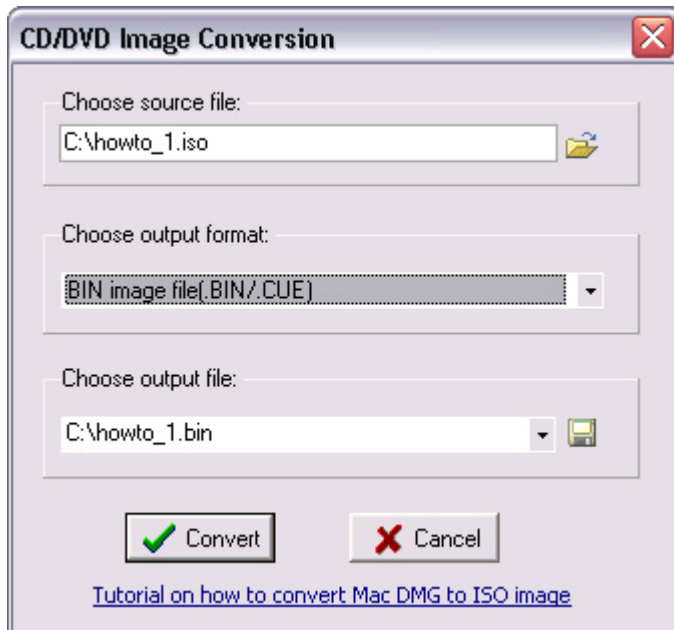 CD/DVD Image Conversion
Choose source file:
C:\howto_1.iso
Choose output format:
BIN image file(.BIN/.CUE)
Choose output file:
C:\howto_1.bin
Convert
Cancel
Tutorial on how to convert Mac DMG to ISO image